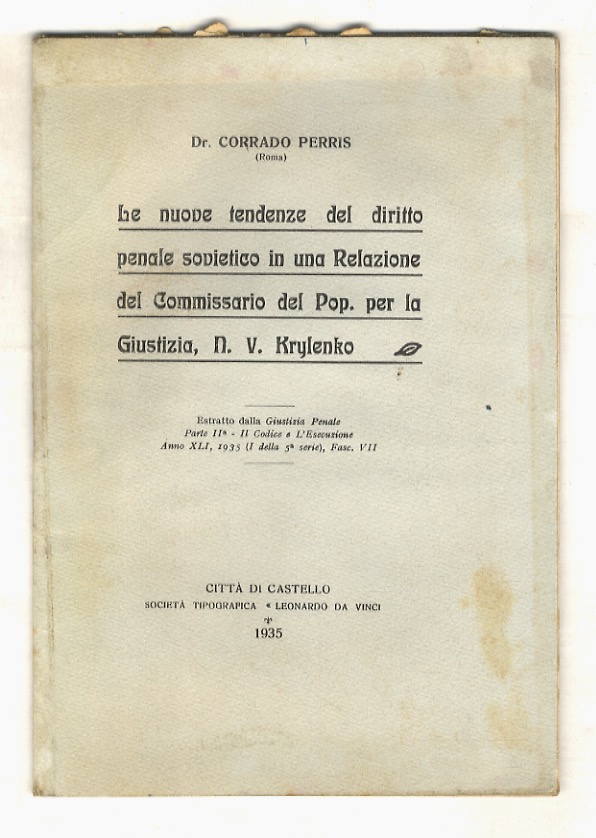 Dr. CORRADO PERRIS
(Roma)
Le nuove tendenze del diritto
penale sovietico in una Relazione
del Commissario del Pop. per la
Giustizia, N. V. Krylenko
Estratto dalla Giustizia Penale
Parte IIª - Il Codice e L'Esecuzione
Anno XLI, 1935 (I della 5ª serie), Fasc. VII
CITTÀ DI CASTELLO
SOCIETÀ TIPOGRAFICA « LEONARDO DA VINCI
1935